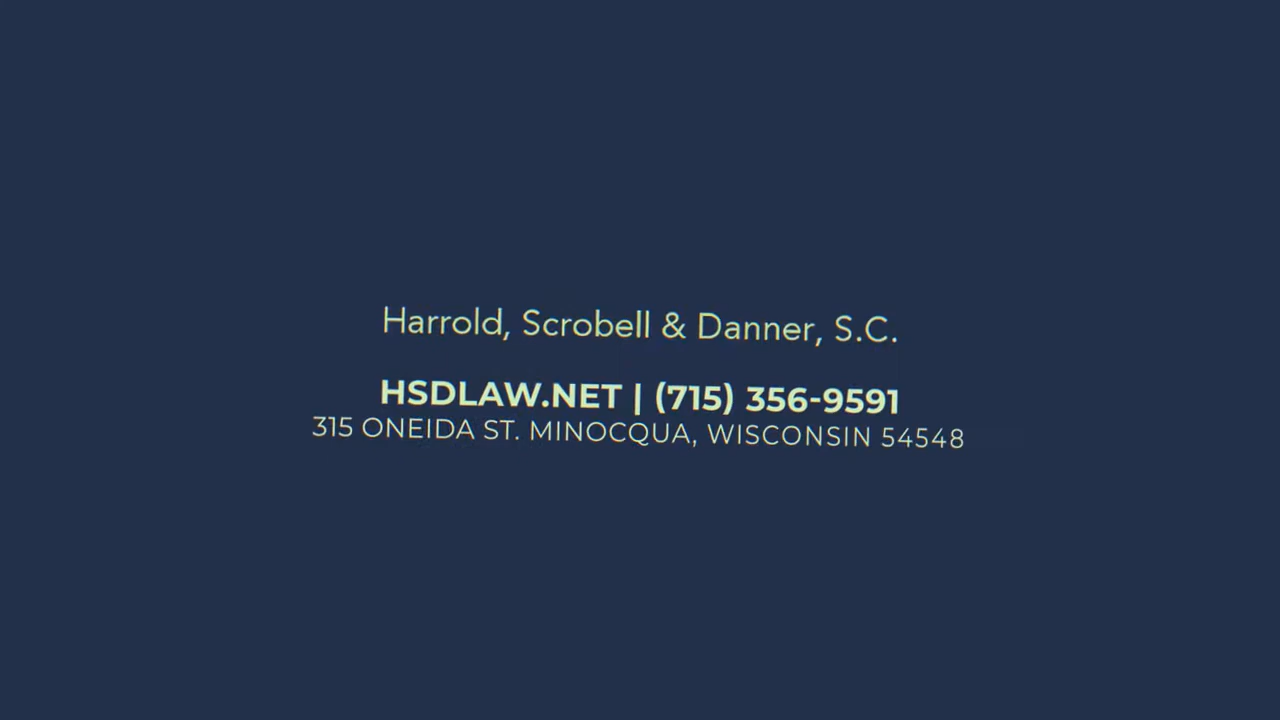 Harrold, Scrobell & Danner, S.C.
HSDLAW.NET | (715) 356-9591
315 ONEIDA ST. MINOCQUA, WISCONSIN 54548